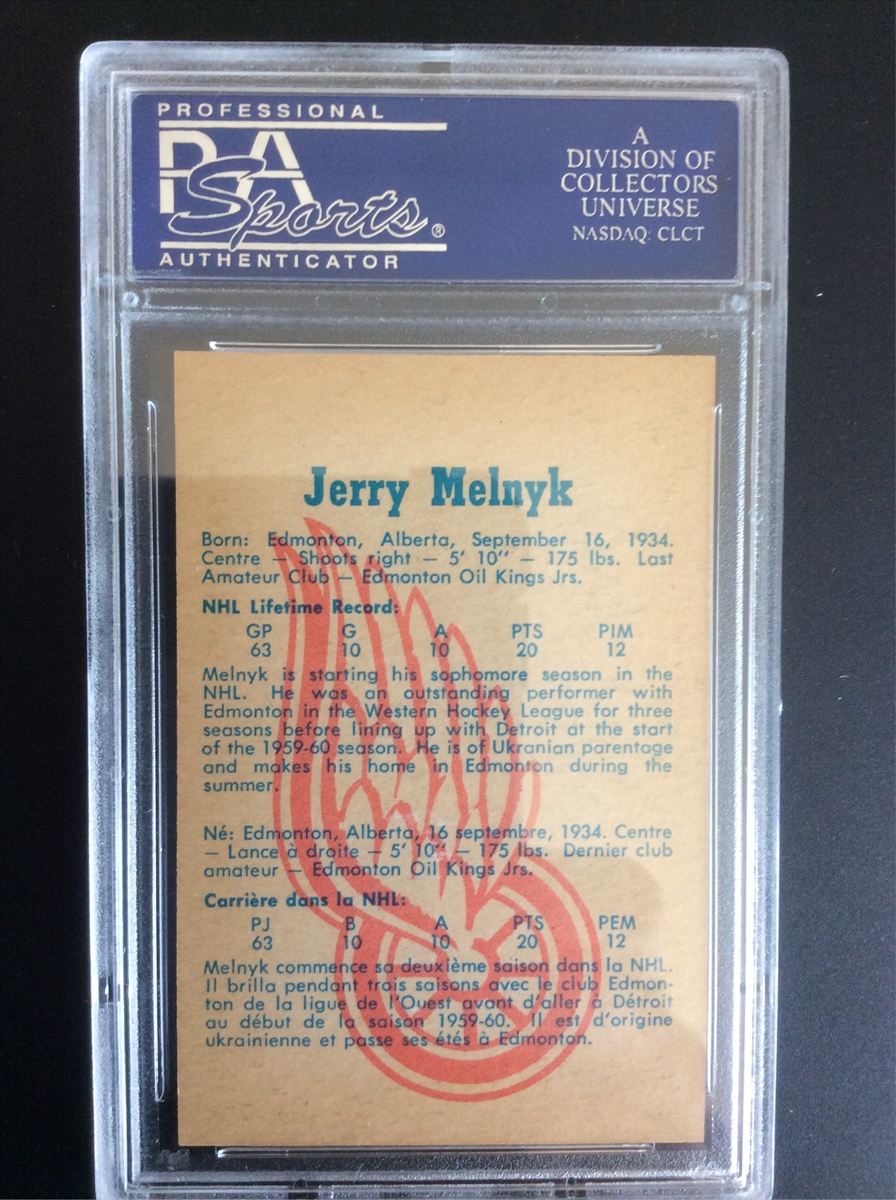 PROFESSIONAL
PSA
Sports®
AUTHENTICATOR
A
DIVISION OF
COLLECTORS
UNIVERSE
NASDAQ: CLCT
Jerry Melnyk
Born: Edmonton, Alberta, September 16, 1934.
Centre — Shoots right — 5' 10'' — 175 lbs. Last
Amateur Club — Edmonton Oil Kings Jrs.
NHL Lifetime Record:
GP G A PTS PIM
63 10 10 20 12
Melnyk is starting his sophomore season in the
NHL. He was an outstanding performer with
Edmonton in the Western Hockey League for three
seasons before lining up with Detroit at the start
of the 1959-60 season. He is of Ukranian parentage
and makes his home in Edmonton during the
summer.
Né: Edmonton, Alberta, 16 septembre, 1934. Centre
— Lance à droite — 5' 10'' — 175 lbs. Dernier club
amateur — Edmonton Oil Kings Jrs.
Carrière dans la NHL:
PJ B A PTS PEM
63 10 10 20 12
Melnyk commence sa deuxième saison dans la NHL.
Il brilla pendant trois saisons avec le club Edmon-
ton de la ligue de l'Ouest avant d'aller à Détroit
au début de la saison 1959-60. Il est d'origine
ukrainienne et passe ses étés à Edmonton.